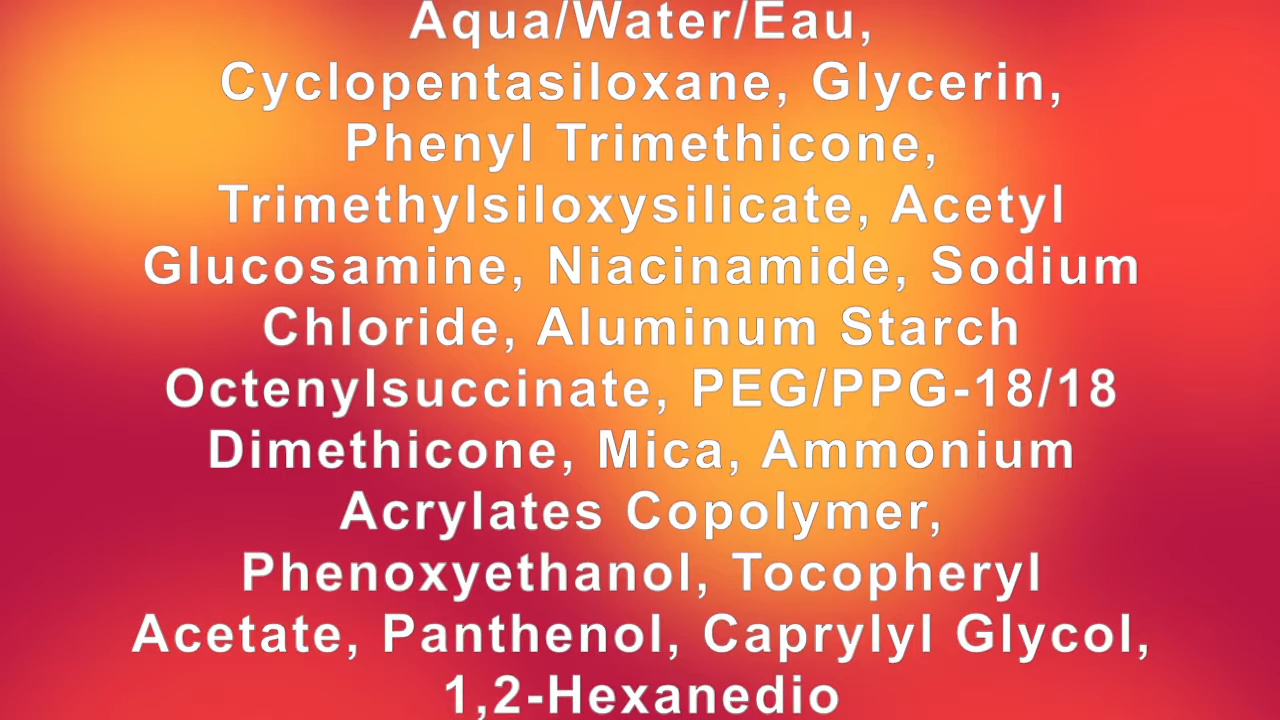 Aqua/Water/Eau,
Cyclopentasiloxane, Glycerin,
Phenyl Trimethicone,
Trimethylsiloxysilicate, Acetyl
Glucosamine, Niacinamide, Sodium
Chloride, Aluminum Starch
Octenylsuccinate, PEG/PPG-18/18
Dimethicone, Mica, Ammonium
Acrylates Copolymer,
Phenoxyethanol, Tocopheryl
Acetate, Panthenol, Caprylyl Glycol,
1,2-Hexanedio